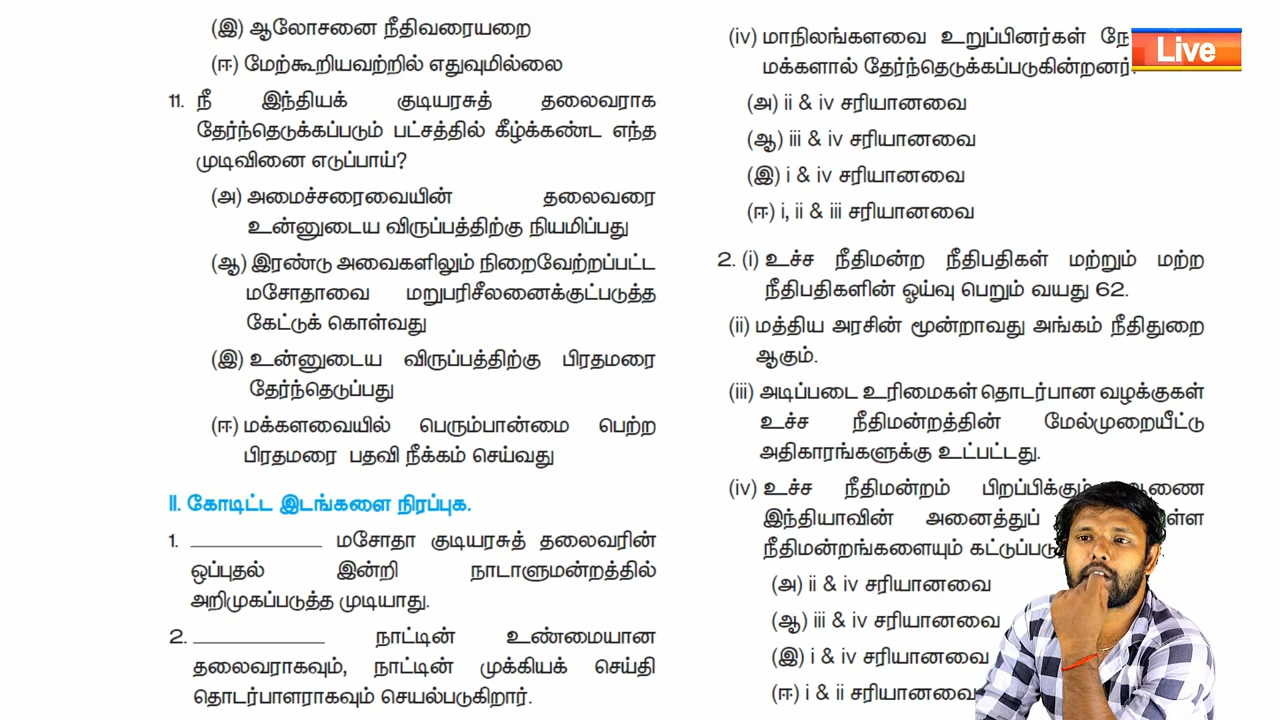 (இ) ஆலோசனை நீதிவரையறை
(ஈ) மேற்கூறியவற்றில் எதுவுமில்லை
11. நீ இந்தியக் குடியரசுத் தலைவராக
தேர்ந்தெடுக்கப்படும் பட்சத்தில் கீழ்க்கண்ட எந்த
முடிவினை எடுப்பாய்?
(அ) அமைச்சரைவையின் தலைவரை
உன்னுடைய விருப்பத்திற்கு நியமிப்பது
(ஆ) இரண்டு அவைகளிலும் நிறைவேற்றப்பட்ட
மசோதாவை மறுபரிசீலனைக்குட்படுத்த
கேட்டுக் கொள்வது
(இ) உன்னுடைய விருப்பத்திற்கு பிரதமரை
தேர்ந்தெடுப்பது
(ஈ) மக்களவையில் பெரும்பான்மை பெற்ற
பிரதமரை பதவி நீக்கம் செய்வது
II. கோடிட்ட இடங்களை நிரப்புக.
1. ____________ மசோதா குடியரசுத் தலைவரின்
ஒப்புதல் இன்றி நாடாளுமன்றத்தில்
அறிமுகப்படுத்த முடியாது.
2. ____________ நாட்டின் உண்மையான
தலைவராகவும், நாட்டின் முக்கியக் செய்தி
தொடர்பாளராகவும் செயல்படுகிறார்.
(iv) மாநிலங்களவை உறுப்பினர்கள்
மக்களால் தேர்ந்தெடுக்கப்படுகின்றனர்.
(அ) ii & iv சரியானவை
(ஆ) iii & iv சரியானவை
(இ) i & iv சரியானவை
(ஈ) i, ii & iii சரியானவை
2. (i) உச்ச நீதிமன்ற நீதிபதிகள் மற்றும் மற்ற
நீதிபதிகளின் ஓய்வு பெறும் வயது 62.
(ii) மத்திய அரசின் மூன்றாவது அங்கம் நீதிதுறை
ஆகும்.
(iii) அடிப்படை உரிமைகள் தொடர்பான வழக்குகள்
உச்ச நீதிமன்றத்தின் மேல்முறையீட்டு
அதிகாரங்களுக்கு உட்பட்டது.
(iv) உச்ச நீதிமன்றம் பிறப்பிக்கும் ஆணை
இந்தியாவின் அனைத்துப்
நீதிமன்றங்களையும்
(அ) ii & iv சரியானவை
(ஆ) iii & iv சரியானவை
(இ) i & iv சரியானவை
(ஈ) i & ii சரியானவை
Live